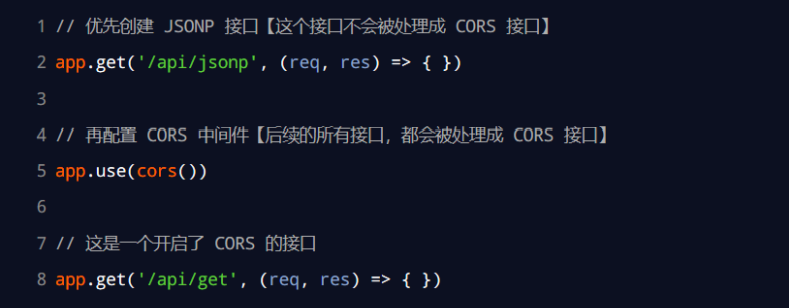 1 // 优先创建 JSONP 接口【这个接口不会被处理成 CORS 接口】
2 app.get('/api/jsonp', (req, res) => { })
3
4 // 再配置 CORS 中间件【后续的所有接口，都会被处理成 CORS 接口】
5 app.use(cors())
6
7 // 这是一个开启了 CORS 的接口
8 app.get('/api/get', (req, res) => { })